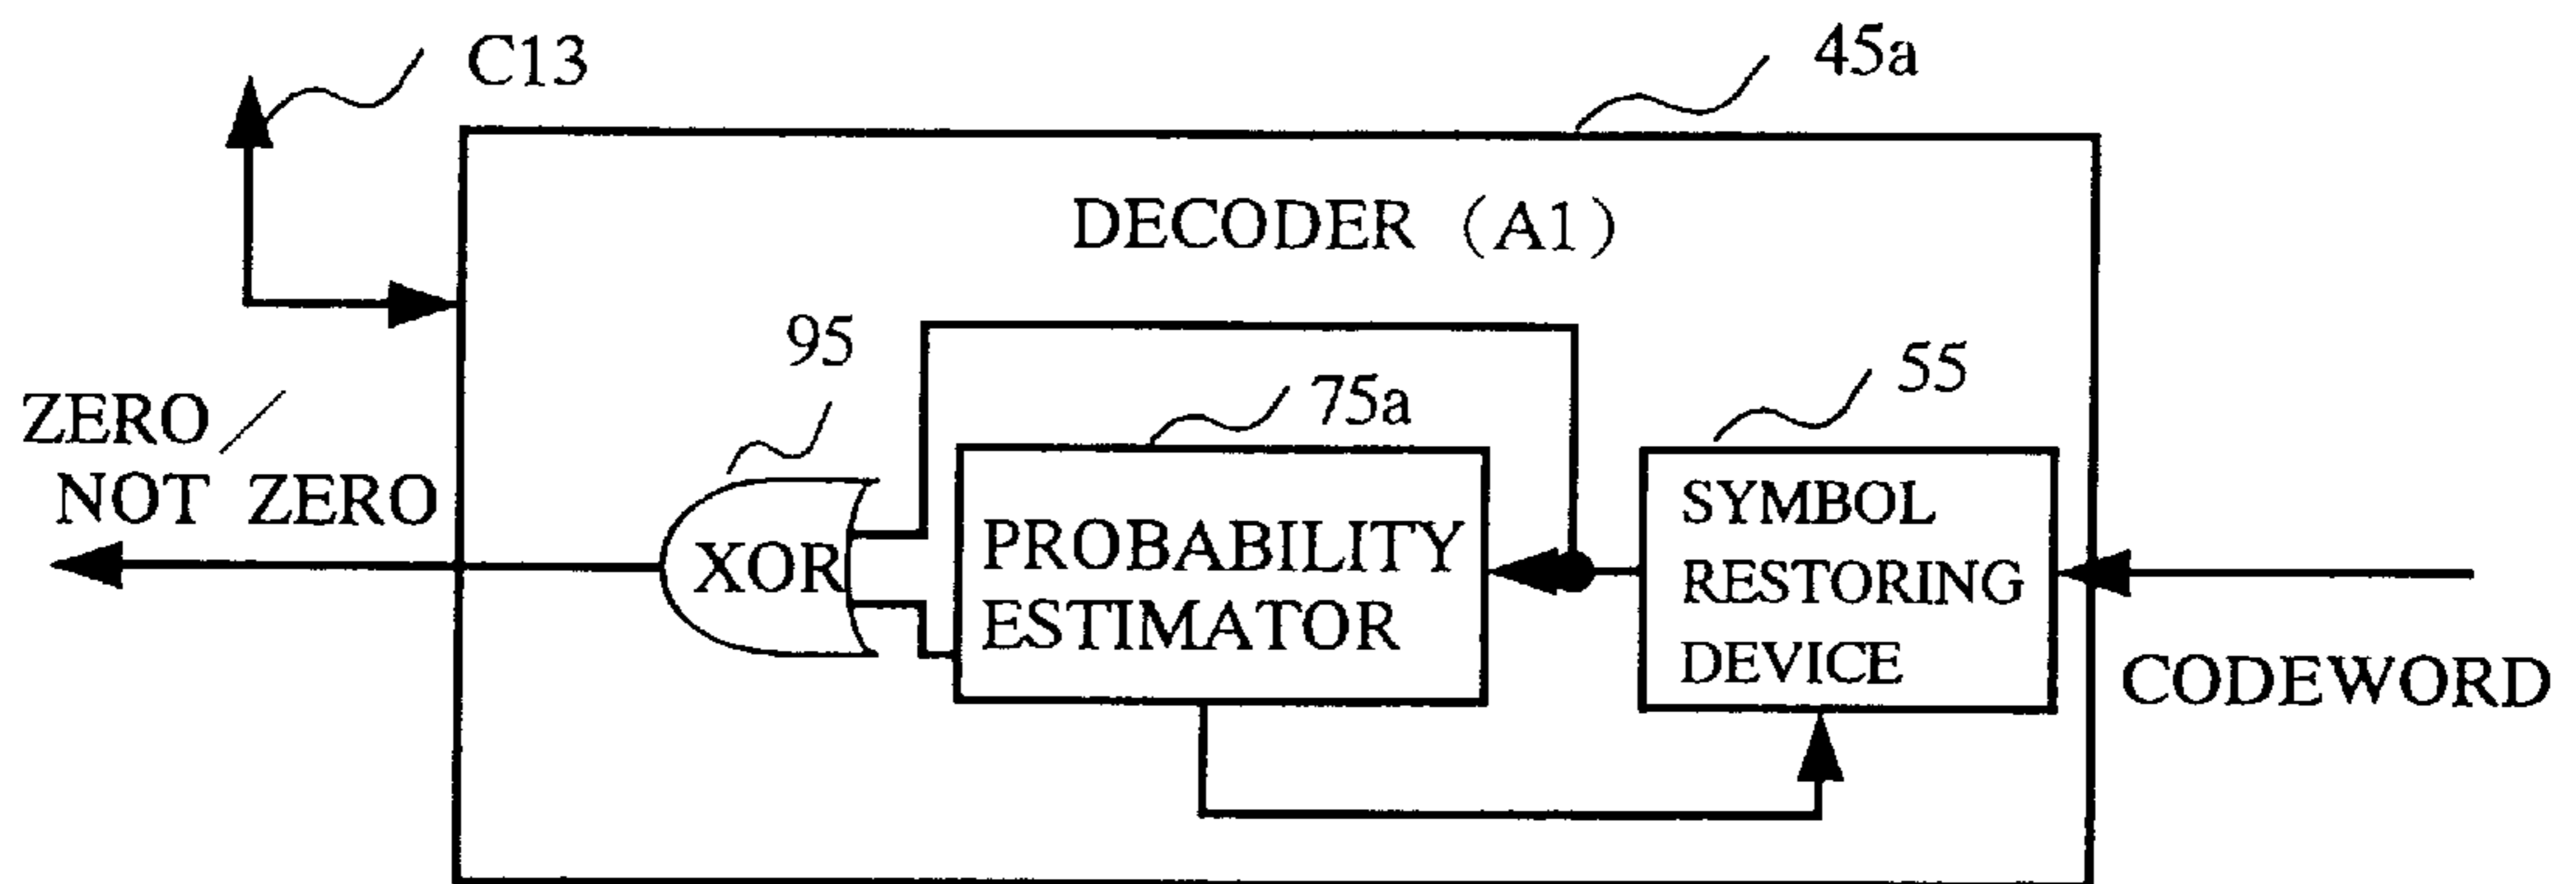 C13
45a
DECODER (A1)
95
75a
55
ZERO/
NOT ZERO
XOR
PROBABILITY
ESTIMATOR
SYMBOL
RESTORING
DEVICE
CODEWORD